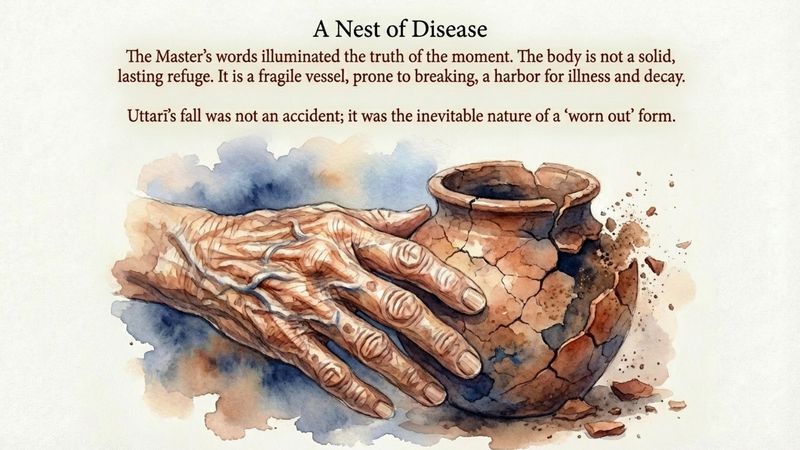 A Nest of Disease
The Master’s words illuminated the truth of the moment. The body is not a solid,
lasting refuge. It is a fragile vessel, prone to breaking, a harbor for illness and decay.
Uttarī’s fall was not an accident; it was the inevitable nature of a ‘worn out’ form.